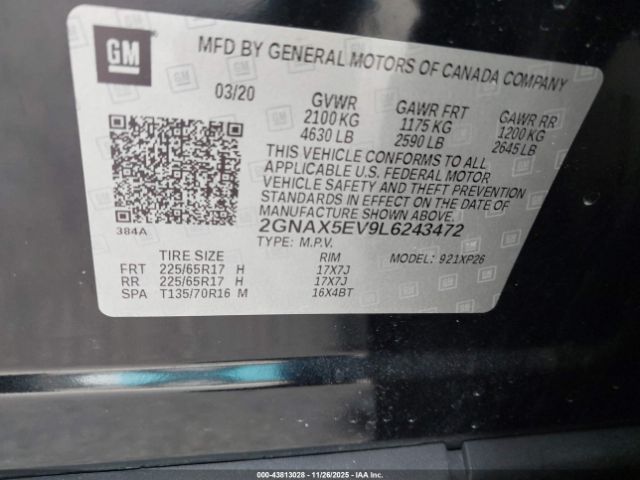 GM
MFD BY GENERAL MOTORS OF CANADA COMPANY
03/20
GVWR
2100 KG
4630 LB
GAWR FRT
1175 KG
2590 LB
GAWR RR
1200 KG
2645 LB
THIS VEHICLE CONFORMS TO ALL
APPLICABLE U.S. FEDERAL MOTOR
VEHICLE SAFETY AND THEFT PREVENTION
STANDARDS IN EFFECT ON THE DATE OF
MANUFACTURE SHOWN ABOVE.
384A
2GNAX5EV9L6243472
TYPE: M.P.V.
MODEL: 921XP26
TIRE SIZE RIM
FRT 225/65R17 H 17X7J
RR 225/65R17 H 17X7J
SPA T135/70R16 M 16X4BT
00-43813028 — 11/26/2025 — IAAI.COM